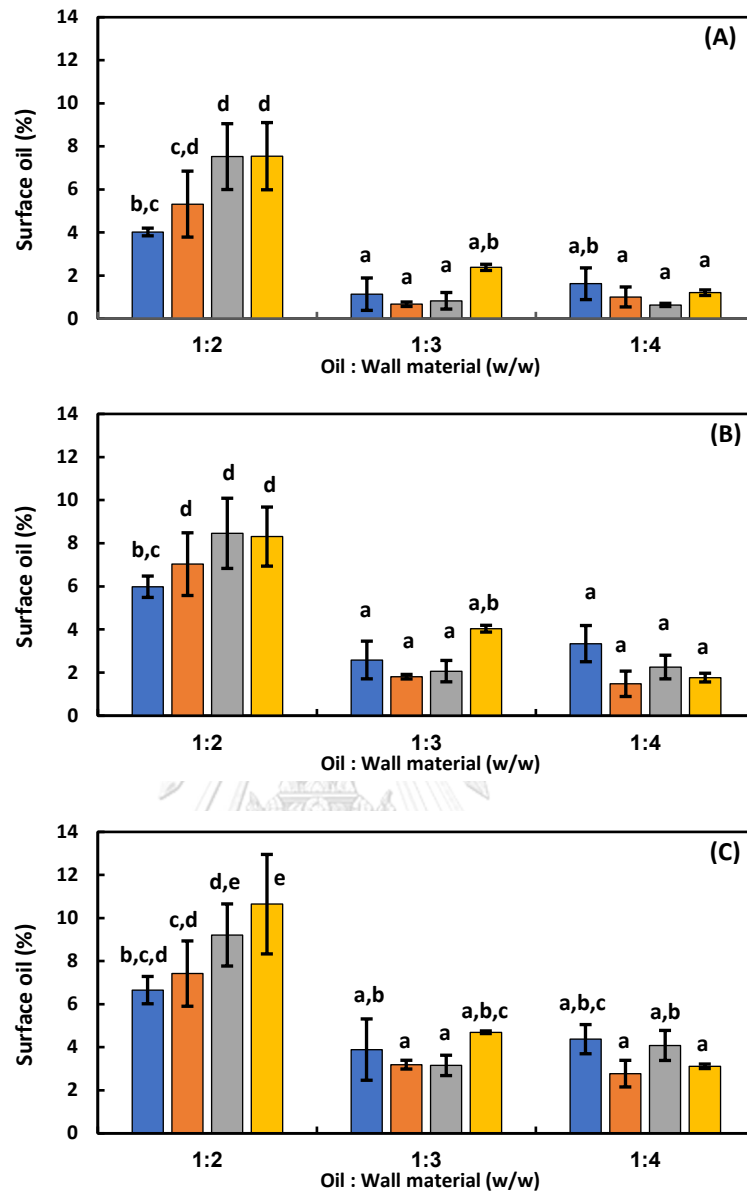 14
(A)
12
10
d
d
8
c,d
6
b,c
4
a,b
a,b
a
a
a
a
a
a
2
0
Surface oil (%)
1:2
1:3
1:4
Oil : Wall material (w/w)
14
(B)
12
d
d
10
d
8
b,c
6
a,b
a
a
4
a
a
a
a
a
2
0
Surface oil (%)
1:2
1:3
1:4
Oil : Wall material (w/w)
14
(C)
12
d,e
e
10
c,d
8
b,c,d
6
a,b
a,b,c
a,b,c
a,b
4
a
a
a
a
2
0
Surface oil (%)
1:2
1:3
1:4
Oil : Wall material (w/w)